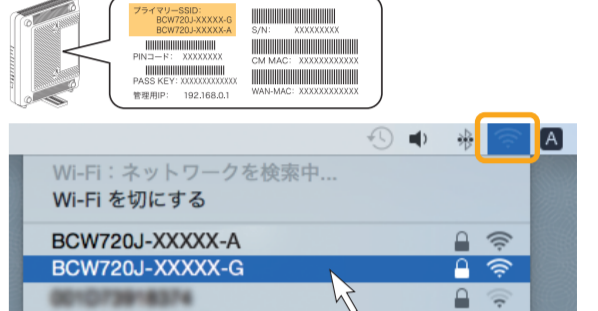 プライマリーSSID:
BCW720J-XXXXX-G
BCW720J-XXXXX-A
S/N: XXXXXXXXX
PINコード: XXXXXXXX
CM MAC: XXXXXXXXXXXX
PASS KEY: XXXXXXXXXXXXX
管理用IP: 192.168.0.1
WAN-MAC: XXXXXXXXXXXX
A
Wi-Fi：ネットワークを検索中...
Wi-Fi を切にする
BCW720J-XXXXX-A
BCW720J-XXXXX-G